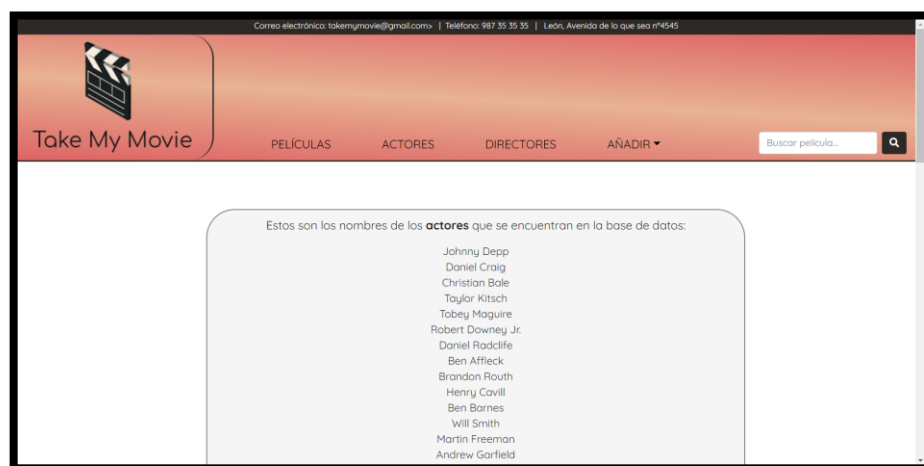 Correo electrónico: takemymovie@gmail.com> | Teléfono: 987 35 35 35 | León, Avenida de lo que sea nº4545
Take My Movie
PELÍCULAS ACTORES DIRECTORES AÑADIR
Buscar película...
Estos son los nombres de los actores que se encuentran en la base de datos:
Johnny Depp
Daniel Craig
Christian Bale
Taylor Kitsch
Tobey Maguire
Robert Downey Jr.
Daniel Radclife
Ben Affleck
Brandon Routh
Henry Cavill
Ben Barnes
Will Smith
Martin Freeman
Andrew Garfield